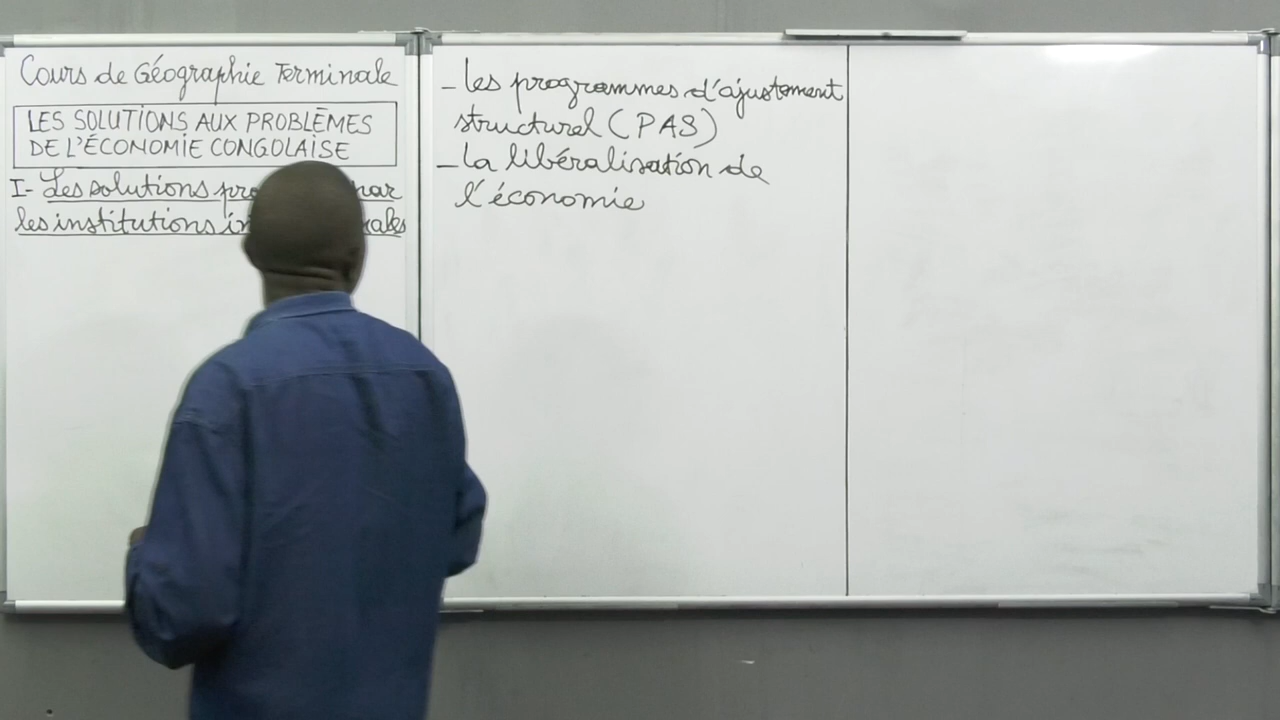 Cours de Géographie Terminale
LES SOLUTIONS AUX PROBLÈMES
DE L'ÉCONOMIE CONGOLAISE
I- Les solutions par
les institutions
- les programmes d'ajustement
structurel (PAS)
- la libéralisation de
l'économie